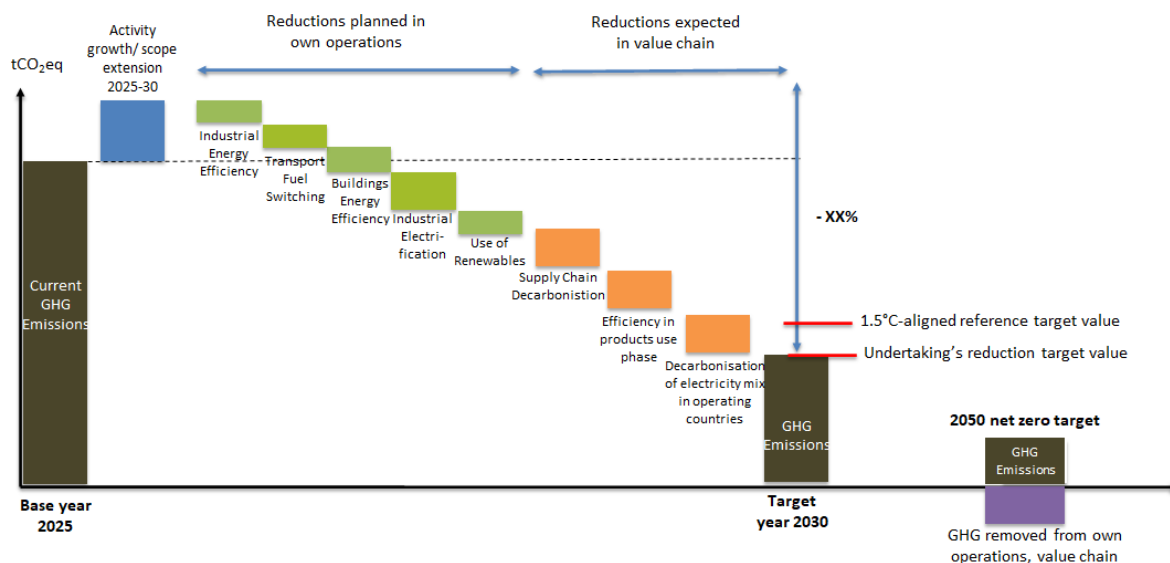 Activity
growth/ scope
extension
2025-30
Reductions planned in
own operations
Reductions expected
in value chain
tCO₂eq
Industrial
Energy
Efficiency
Transport
Fuel
Switching
Buildings
Energy
Efficiency
Industrial
Electri-
fication
Use of
Renewables
Supply Chain
Decarbonistion
Efficiency in
products use
phase
Decarbonisation
of electricity mix
in operating
countries
- XX%
1.5°C-aligned reference target value
Undertaking's reduction target value
Current
GHG
Emissions
GHG
Emissions
2050 net zero target
GHG
Emissions
Base year
2025
Target
year 2030
GHG removed from own
operations, value chain